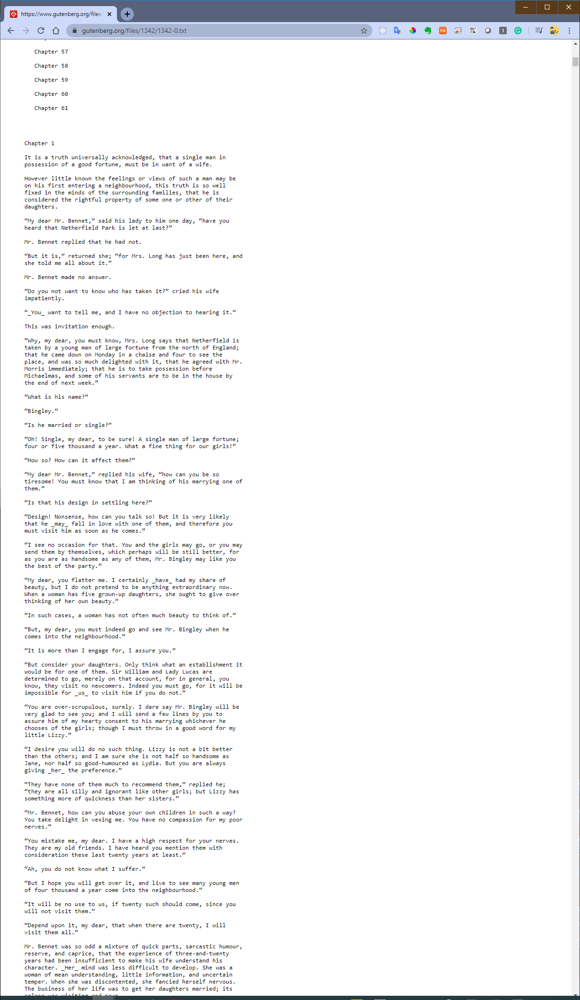 https://www.gutenberg.org/files/
gutenberg.org/files/1342/1342-0.txt
Chapter 57
Chapter 58
Chapter 59
Chapter 60
Chapter 61
Chapter 1
It is a truth universally acknowledged, that a single man in
possession of a good fortune, must be in want of a wife.
However little known the feelings or views of such a man may be
on his first entering a neighbourhood, this truth is so well
fixed in the minds of the surrounding families, that he is
considered the rightful property of some one or other of their
daughters.
“My dear Mr. Bennet,” said his lady to him one day, “have you
heard that Netherfield Park is let at last?”
Mr. Bennet replied that he had not.
“But it is,” returned she; “for Mrs. Long has just been here, and
she told me all about it.”
Mr. Bennet made no answer.
“Do you not want to know who has taken it?” cried his wife
impatiently.
“_You_ want to tell me, and I have no objection to hearing it.”
This was invitation enough.
“Why, my dear, you must know, Mrs. Long says that Netherfield is
taken by a young man of large fortune from the north of England;
that he came down on Monday in a chaise and four to see the
place, and was so much delighted with it, that he agreed with Mr.
Morris immediately; that he is to take possession before
Michaelmas, and some of his servants are to be in the house by
the end of next week.”
“What is his name?”
“Bingley.”
“Is he married or single?”
“Oh! Single, my dear, to be sure! A single man of large fortune;
four or five thousand a year. What a fine thing for our girls!”
“How so? How can it affect them?”
“My dear Mr. Bennet,” replied his wife, “how can you be so
tiresome! You must know that I am thinking of his marrying one of
them.”
“Is that his design in settling here?”
“Design! Nonsense, how can you talk so! But it is very likely
that he _may_ fall in love with one of them, and therefore you
must visit him as soon as he comes.”
“I see no occasion for that. You and the girls may go, or you may
send them by themselves, which perhaps will be still better, for
as you are as handsome as any of them, Mr. Bingley may like you
the best of the party.”
“My dear, you flatter me. I certainly _have_ had my share of
beauty, but I do not pretend to be anything extraordinary now.
When a woman has five grown-up daughters, she ought to give over
thinking of her own beauty.”
“In such cases, a woman has not often much beauty to think of.”
“But, my dear, you must indeed go and see Mr. Bingley when he
comes into the neighbourhood.”
“It is more than I engage for, I assure you.”
“But consider your daughters. Only think what an establishment it
would be for one of them. Sir William and Lady Lucas are
determined to go, merely on that account, for in general, you
know, they visit no newcomers. Indeed you must go, for it will be
impossible for _us_ to visit him if you do not.”
“You are over-scrupulous, surely. I dare say Mr. Bingley will be
very glad to see you; and I will send a few lines by you to
assure him of my hearty consent to his marrying whichever he
chooses of the girls; though I must throw in a good word for my
little Lizzy.”
“I desire you will do no such thing. Lizzy is not a bit better
than the others; and I am sure she is not half so handsome as
Jane, nor half so good-humoured as Lydia. But you are always
giving _her_ the preference.”
“They have none of them much to recommend them,” replied he;
“they are all silly and ignorant like other girls; but Lizzy has
something more of quickness than her sisters.”
“Mr. Bennet, how can you abuse your own children in such a way?
You take delight in vexing me. You have no compassion for my poor
nerves.”
“You mistake me, my dear. I have a high respect for your nerves.
They are my old friends. I have heard you mention them with
consideration these last twenty years at least.”
“Ah, you do not know what I suffer.”
“But I hope you will get over it, and live to see many young men
of four thousand a year come into the neighbourhood.”
“It will be no use to us, if twenty such should come, since you
will not visit them.”
“Depend upon it, my dear, that when there are twenty, I will
visit them all.”
Mr. Bennet was so odd a mixture of quick parts, sarcastic humour,
reserve, and caprice, that the experience of three-and-twenty
years had been insufficient to make his wife understand his
character. _Her_ mind was less difficult to develop. She was a
woman of mean understanding, little information, and uncertain
temper. When she was discontented, she fancied herself nervous.
The business of her life was to get her daughters married; its
solace was visiting and news.